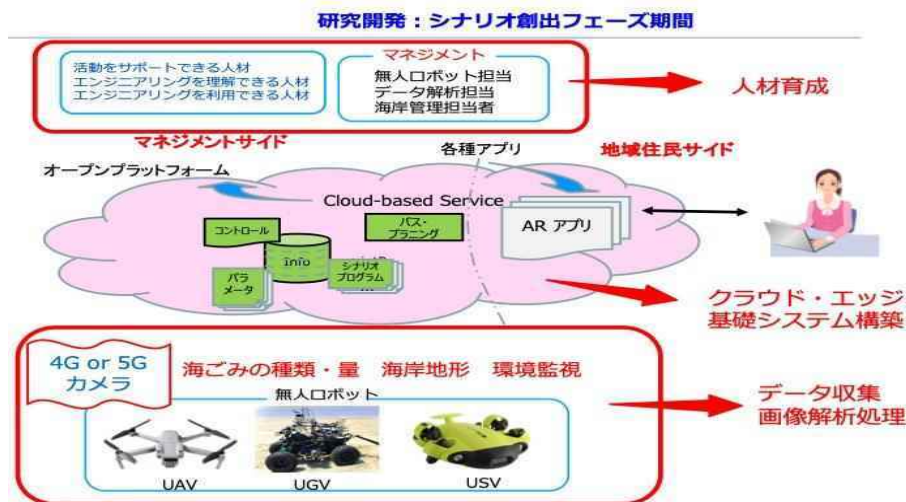 研究開発：シナリオ創出フェーズ期間
活動をサポートできる人材
エンジニアリングを理解できる人材
エンジニアリングを利用できる人材
マネジメント
無人ロボット担当
データ解析担当
海岸管理担当者
人材育成
マネジメントサイド
各種アプリ
地域住民サイド
オープンプラットフォーム
Cloud-based Service
コントロール
パス・
プラニング
AR アプリ
info
パラ
メータ
シナリオ
プログラム
...
クラウド・エッジ
基礎システム構築
4G or 5G
カメラ
海ごみの種類・量 海岸地形 環境監視
無人ロボット
データ収集
画像解析処理
UAV
UGV
USV